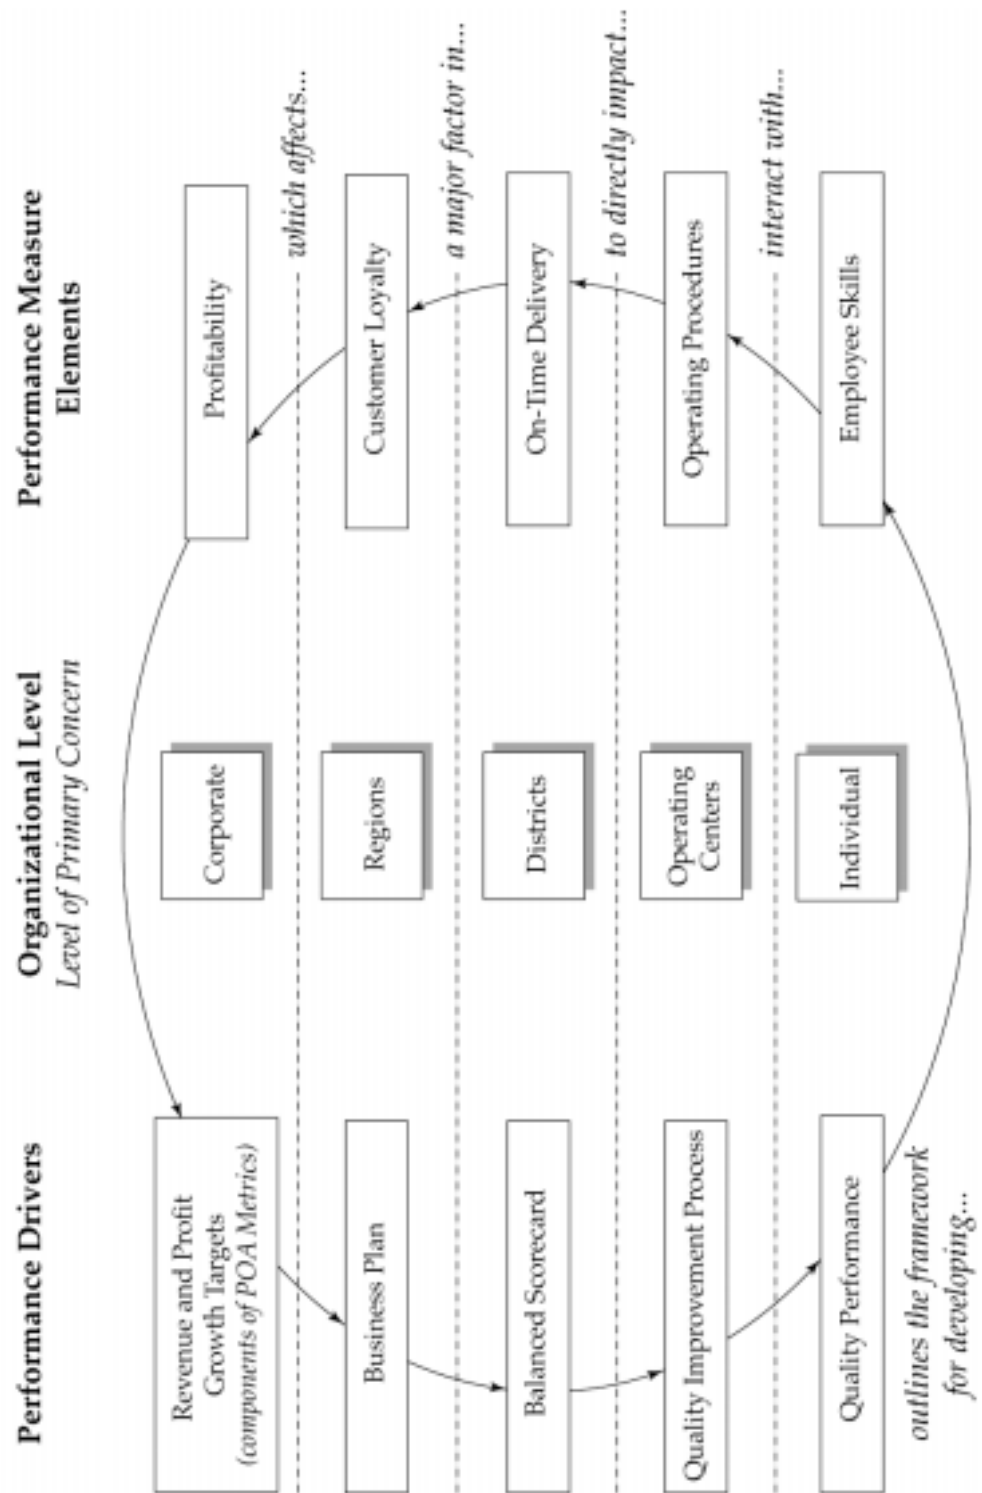 Performance Drivers
Organizational Level
Level of Primary Concern
Performance Measure
Elements
Revenue and Profit
Growth Targets
(components of POA Metrics)
Corporate
Profitability
which affects...
Business Plan
Regions
Customer Loyalty
a major factor in...
Balanced Scorecard
Districts
On-Time Delivery
to directly impact...
Quality Improvement Process
Operating
Centers
Operating Procedures
interact with...
Quality Performance
Individual
Employee Skills
outlines the framework
for developing...